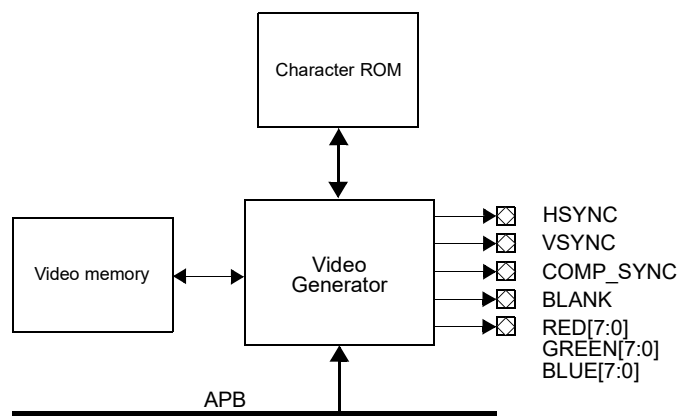 Character ROM
Video memory
Video
Generator
HSYNC
VSYNC
COMP_SYNC
BLANK
RED[7:0]
GREEN[7:0]
BLUE[7:0]
APB